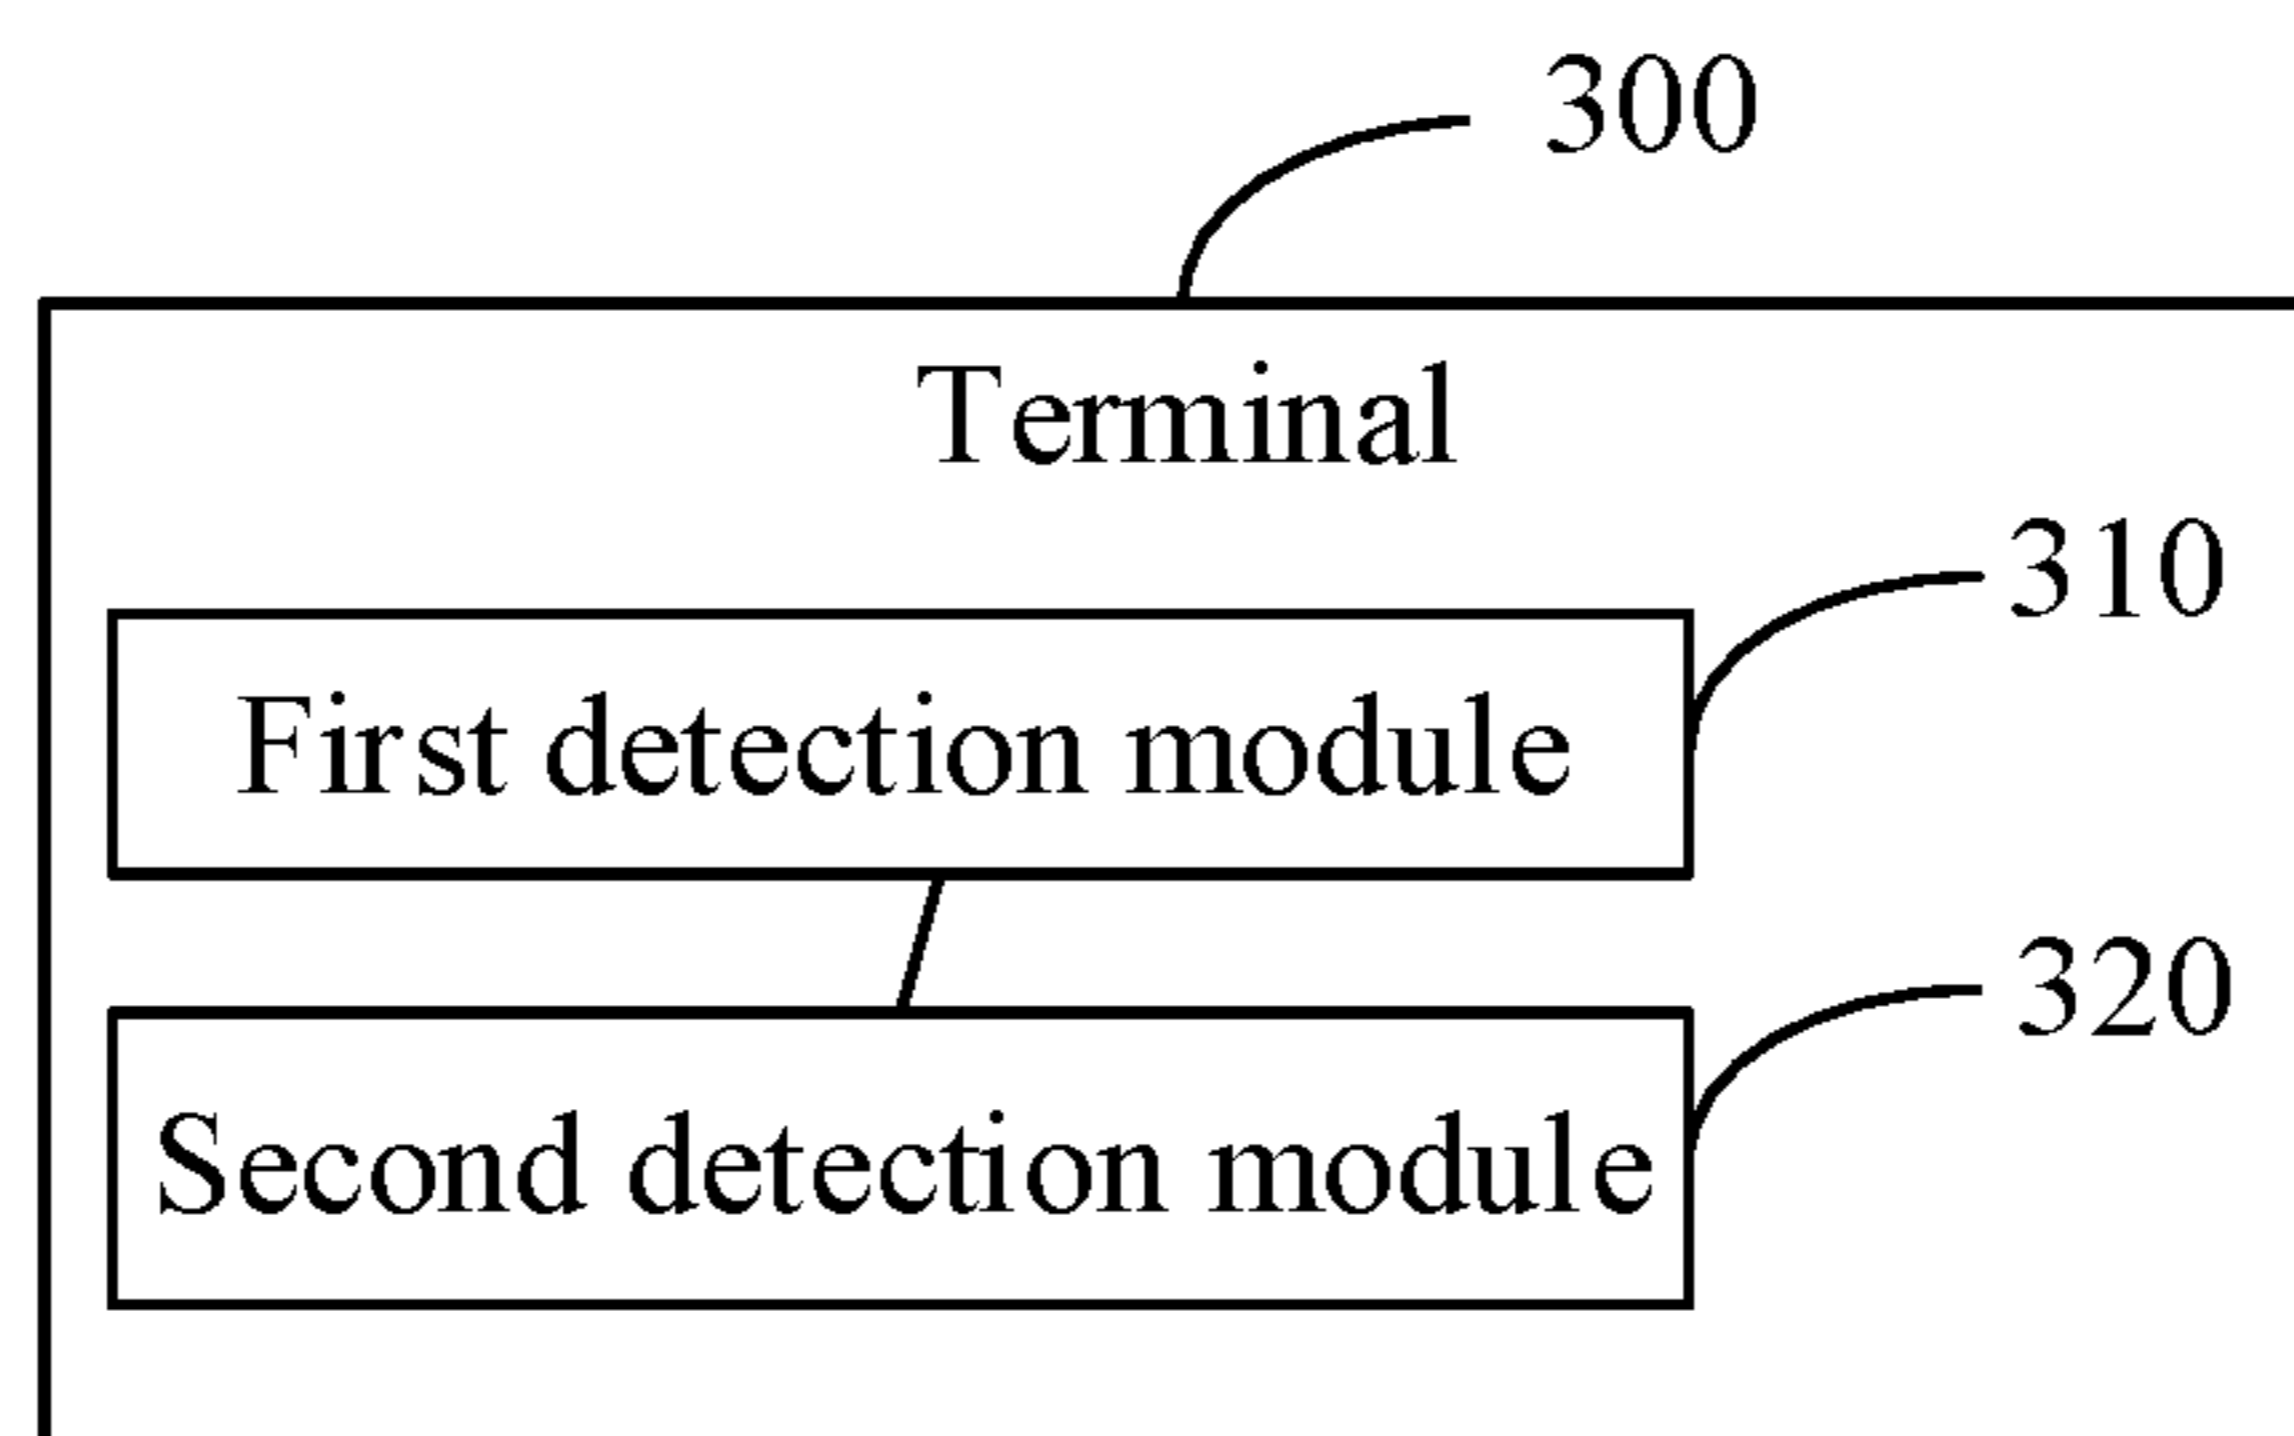 300
Terminal
310
First detection module
320
Second detection module